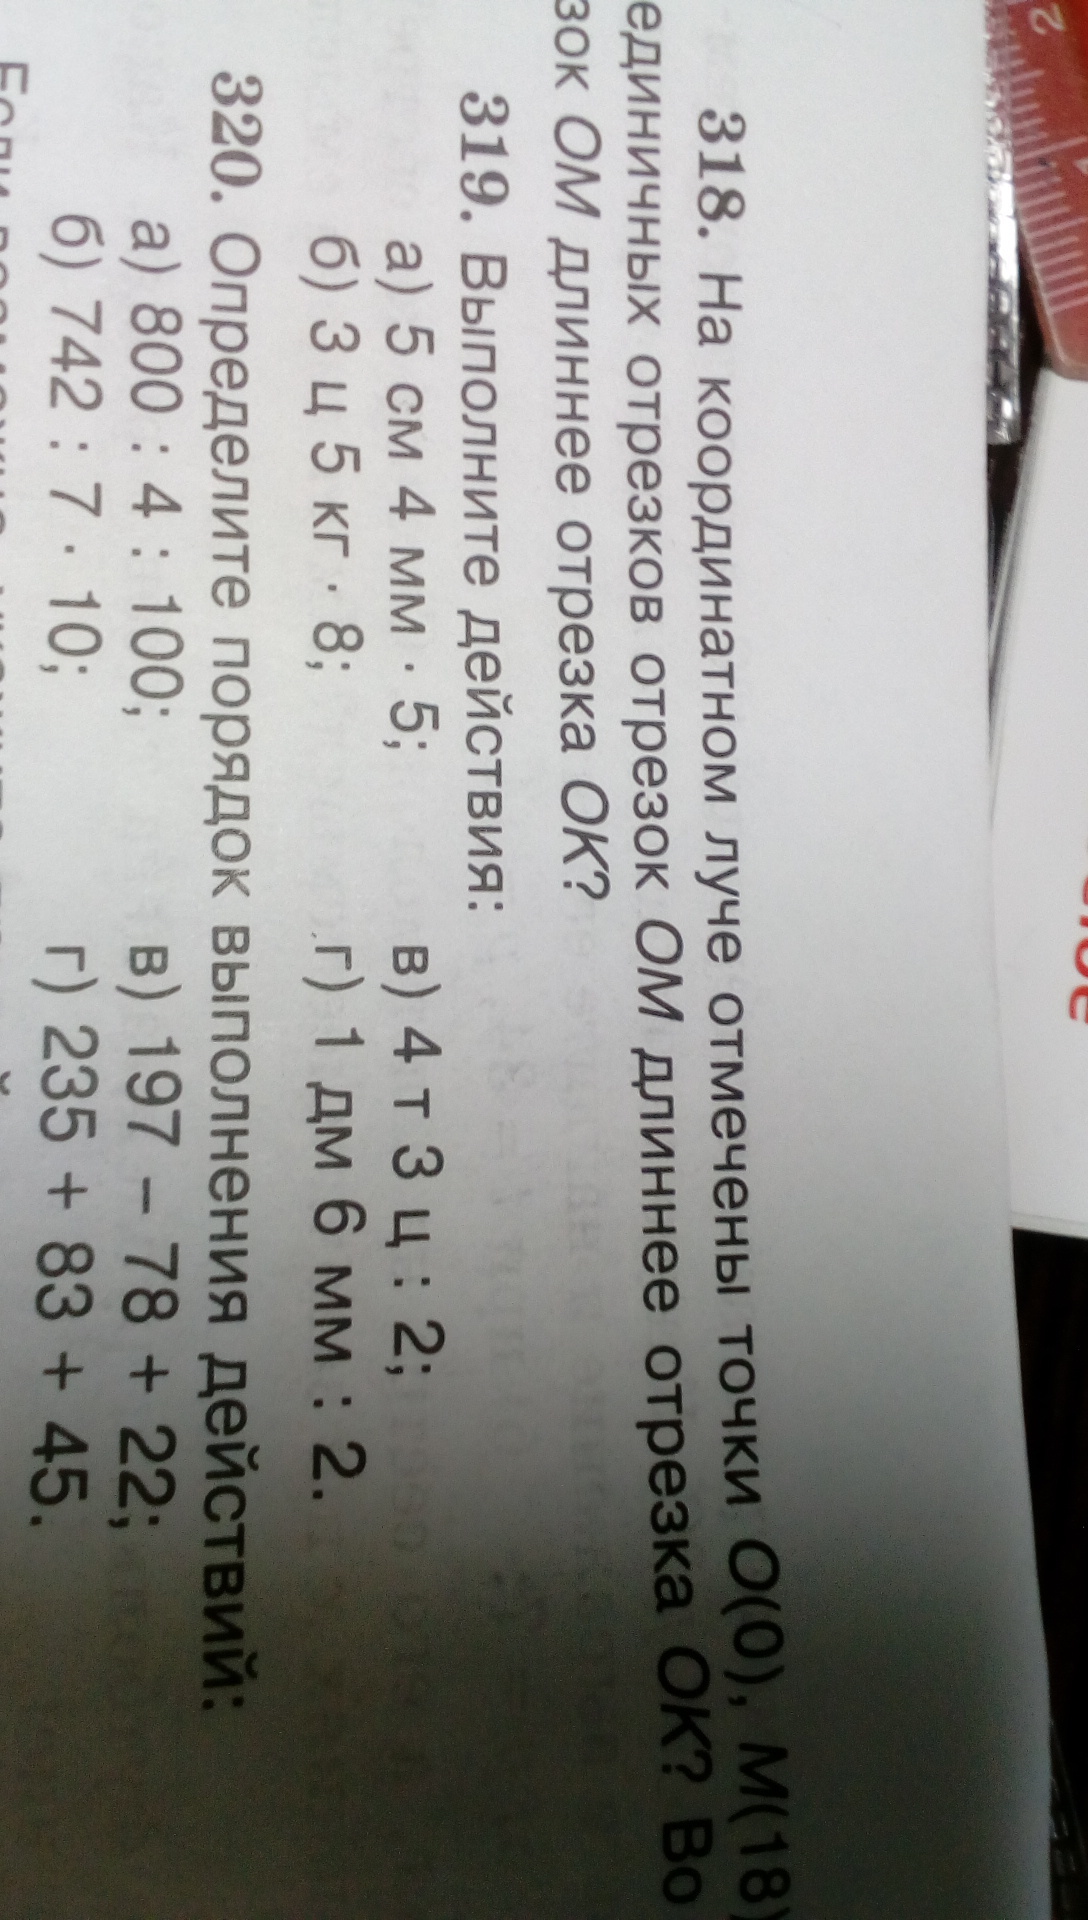 318. На координатном луче отмечены точки O(0), M(18)
единичных отрезков отрезок OM длиннее отрезка OK? Во
зок OM длиннее отрезка OK?
319. Выполните действия:
а) 5 см 4 мм · 5; в) 4 т 3 ц : 2;
б) 3 ц 5 кг · 8; г) 1 дм 6 мм : 2.
320. Определите порядок выполнения действий:
а) 800 : 4 : 100; в) 197 − 78 + 22;
б) 742 : 7 · 10; г) 235 + 83 + 45.
2